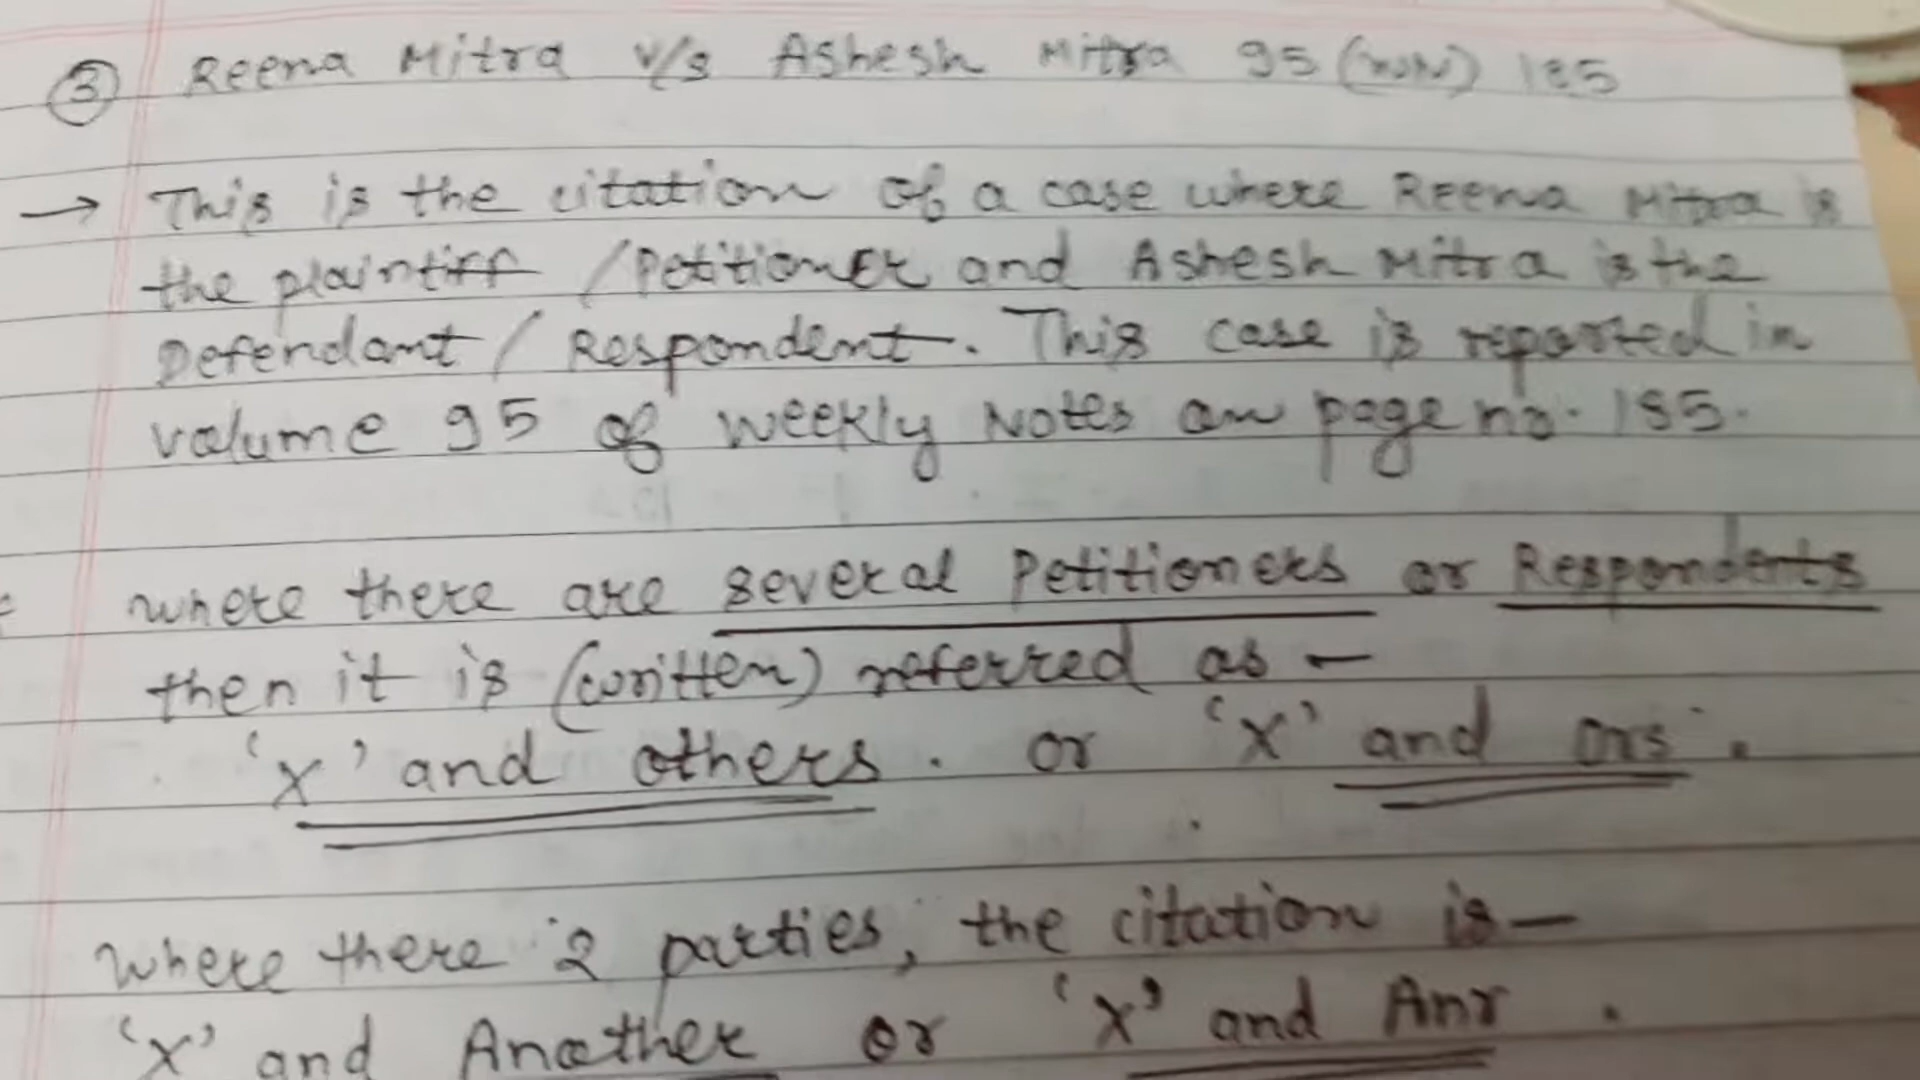 ③ Reena Mitra v/s Ashesh Mitra 95 185
→ This is the citation of a case where Reena Mitra is
the plaintiff / Petitioner and Ashesh Mitra is the
Defendant / Respondent. This case is reported in
volume 95 of weekly Notes on page no. 185.
where there are several Petitioners or Respondents
then it is (written) referred as –
'X' and others. or 'X' and ors.
Where there 2 parties, the citation is –
'X' and Another or 'X' and Anr.